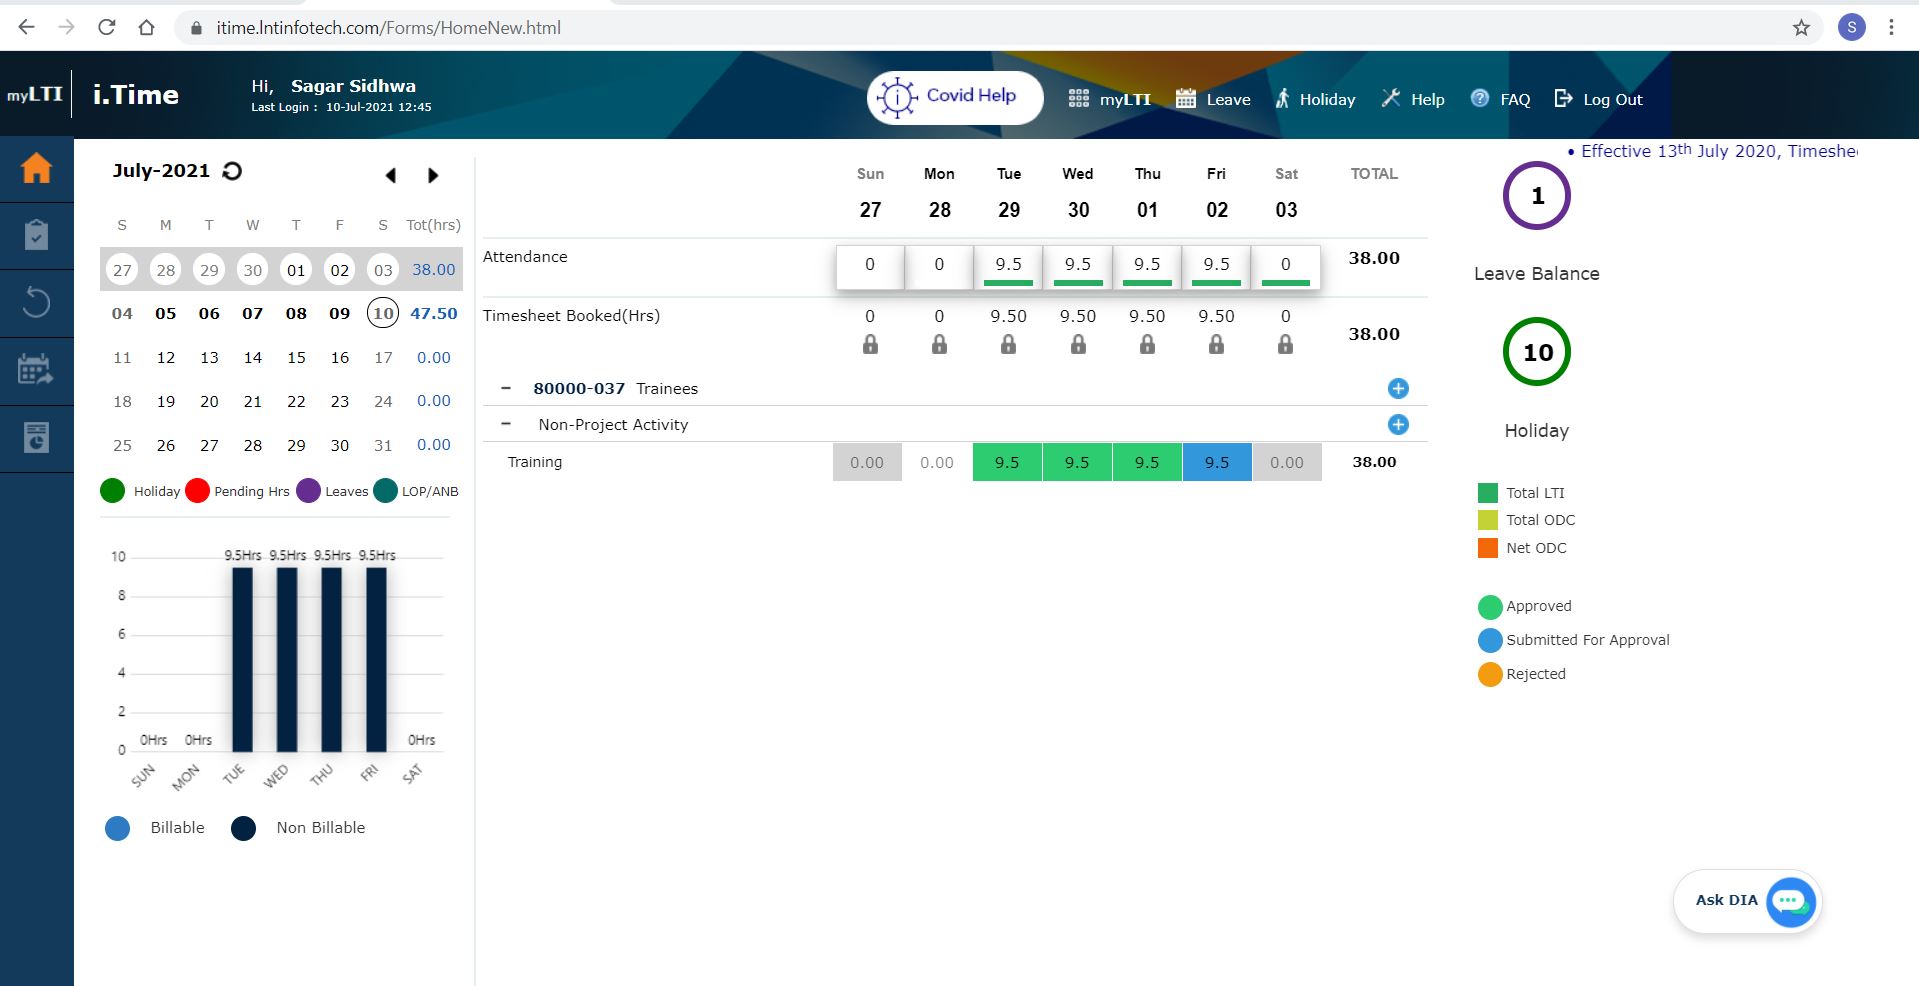 itime.lntinfotech.com/Forms/HomeNew.html
S
myLTI
i.Time
Hi, Sagar Sidhwa
Last Login : 10-Jul-2021 12:45
Covid Help
myLTI
Leave
Holiday
Help
FAQ
Log Out
July-2021
S M T W T F S Tot(hrs)
27 28 29 30 01 02 03 38.00
04 05 06 07 08 09 10 47.50
11 12 13 14 15 16 17 0.00
18 19 20 21 22 23 24 0.00
25 26 27 28 29 30 31 0.00
Holiday Pending Hrs Leaves LOP/ANB
10
8
6
4
2
0
0Hrs 0Hrs 9.5Hrs 9.5Hrs 9.5Hrs 9.5Hrs 0Hrs
SUN MON TUE WED THU FRI SAT
Billable Non Billable
Sun Mon Tue Wed Thu Fri Sat TOTAL
27 28 29 30 01 02 03
Attendance 0 0 9.5 9.5 9.5 9.5 0 38.00
Timesheet Booked(Hrs) 0 0 9.50 9.50 9.50 9.50 0 38.00
– 80000-037 Trainees
– Non-Project Activity
Training 0.00 0.00 9.5 9.5 9.5 9.5 0.00 38.00
• Effective 13th July 2020, Timeshe
1
Leave Balance
10
Holiday
Total LTI
Total ODC
Net ODC
Approved
Submitted For Approval
Rejected
Ask DIA